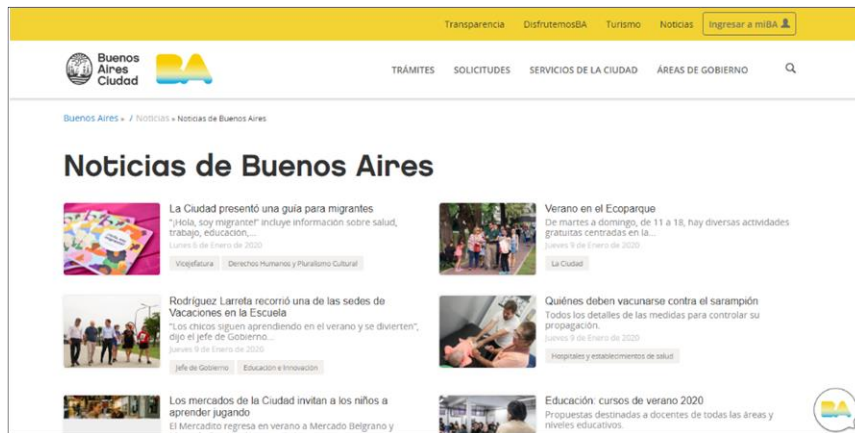 Transparencia DisfrutemosBA Turismo Noticias Ingresar a miBA
Buenos
Aires
Ciudad
BA
TRÁMITES SOLICITUDES SERVICIOS DE LA CIUDAD ÁREAS DE GOBIERNO
Buenos Aires » / Noticias » Noticias de Buenos Aires
Noticias de Buenos Aires
La Ciudad presentó una guía para migrantes
"¡Hola, soy migrante!" incluye información sobre salud,
trabajo, educación,...
Lunes 6 de Enero de 2020
Vicejefatura Derechos Humanos y Pluralismo Cultural
Verano en el Ecoparque
De martes a domingo, de 11 a 18, hay diversas actividades
gratuitas centradas en la...
Jueves 9 de Enero de 2020
La Ciudad
Rodríguez Larreta recorrió una de las sedes de
Vacaciones en la Escuela
"Los chicos siguen aprendiendo en el verano y se divierten",
dijo el jefe de Gobierno...
Jueves 9 de Enero de 2020
Jefe de Gobierno Educación e Innovación
Quiénes deben vacunarse contra el sarampión
Todos los detalles de las medidas para controlar su
propagación.
Jueves 9 de Enero de 2020
Hospitales y establecimientos de salud
Los mercados de la Ciudad invitan a los niños a
aprender jugando
El Mercadito regresa en verano a Mercado Belgrano y
Educación: cursos de verano 2020
Propuestas destinadas a docentes de todas las áreas y
niveles educativos.
BA